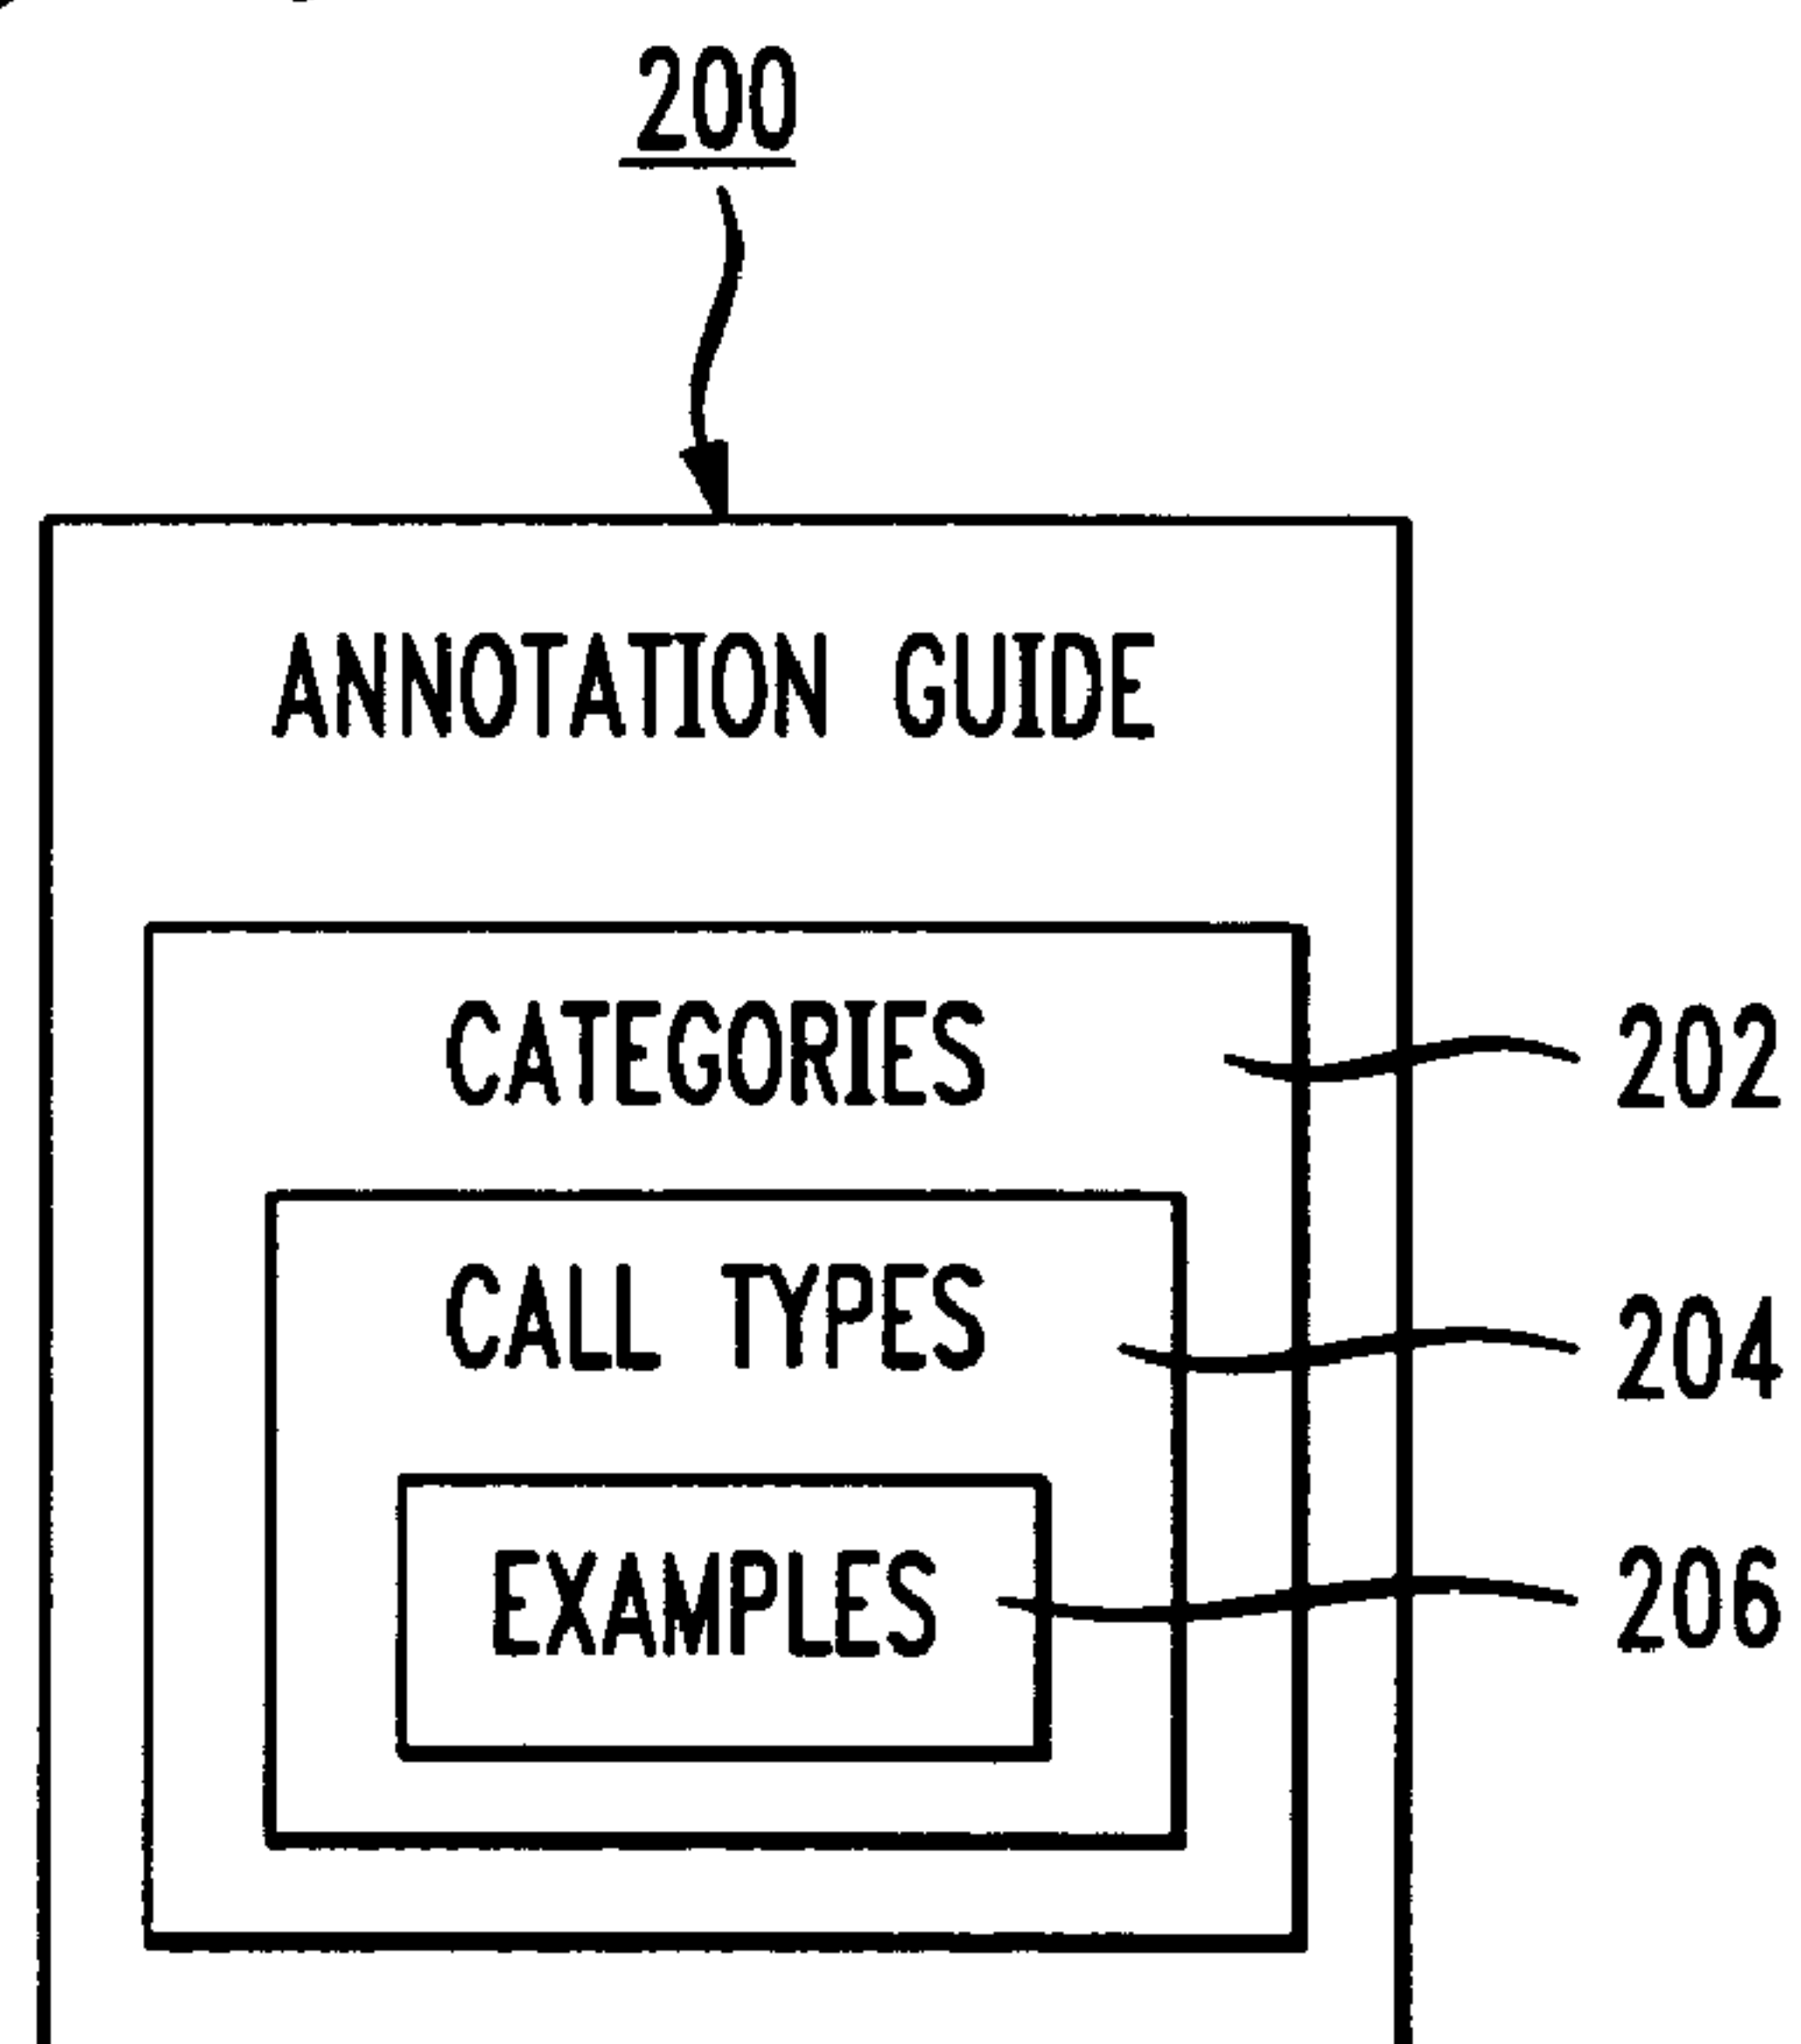 200
ANNOTATION GUIDE
CATEGORIES
202
CALL TYPES
204
EXAMPLES
206